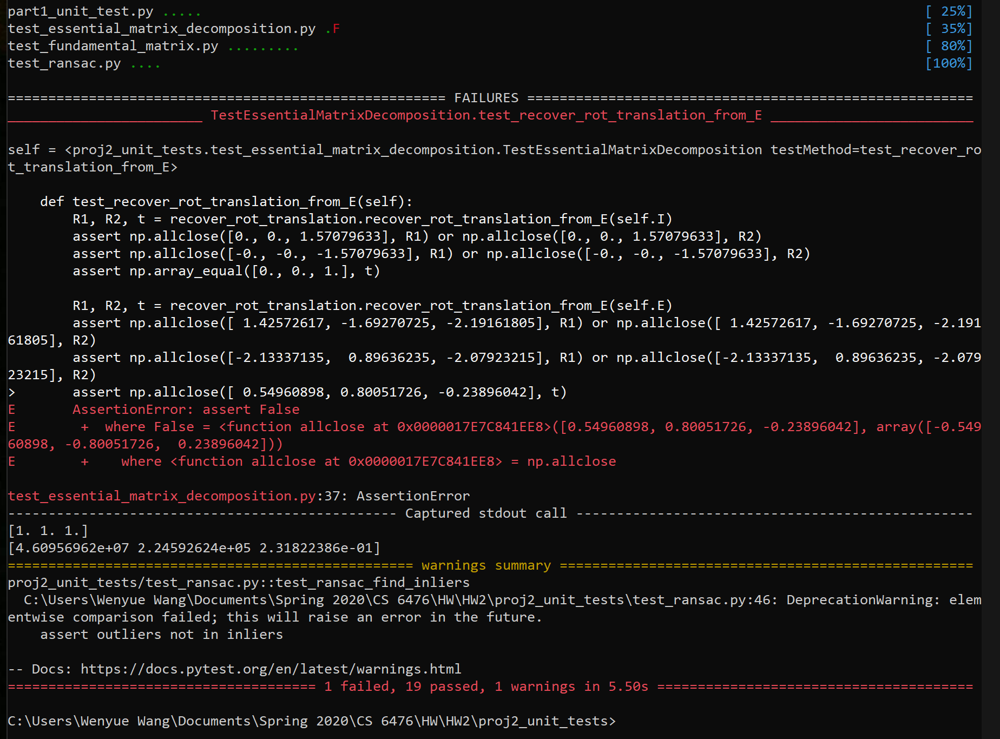 part1_unit_test.py ..... [ 25%]
test_essential_matrix_decomposition.py .F [ 35%]
test_fundamental_matrix.py ......... [ 80%]
test_ransac.py .... [100%]
====================================================== FAILURES =======================================================
________________________ TestEssentialMatrixDecomposition.test_recover_rot_translation_from_E _________________________
self = <proj2_unit_tests.test_essential_matrix_decomposition.TestEssentialMatrixDecomposition testMethod=test_recover_ro
t_translation_from_E>
    def test_recover_rot_translation_from_E(self):
        R1, R2, t = recover_rot_translation.recover_rot_translation_from_E(self.I)
        assert np.allclose([0., 0., 1.57079633], R1) or np.allclose([0., 0., 1.57079633], R2)
        assert np.allclose([-0., -0., -1.57079633], R1) or np.allclose([-0., -0., -1.57079633], R2)
        assert np.array_equal([0., 0., 1.], t)
        R1, R2, t = recover_rot_translation.recover_rot_translation_from_E(self.E)
        assert np.allclose([ 1.42572617, -1.69270725, -2.19161805], R1) or np.allclose([ 1.42572617, -1.69270725, -2.191
61805], R2)
        assert np.allclose([-2.13337135,  0.89636235, -2.07923215], R1) or np.allclose([-2.13337135,  0.89636235, -2.079
23215], R2)
>       assert np.allclose([ 0.54960898, 0.80051726, -0.23896042], t)
E       AssertionError: assert False
E        +  where False = <function allclose at 0x0000017E7C841EE8>([0.54960898, 0.80051726, -0.23896042], array([-0.549
60898, -0.80051726,  0.23896042]))
E        +    where <function allclose at 0x0000017E7C841EE8> = np.allclose
test_essential_matrix_decomposition.py:37: AssertionError
------------------------------------------------ Captured stdout call -------------------------------------------------
[1. 1. 1.]
[4.60956962e+07 2.24592624e+05 2.31822386e-01]
================================================== warnings summary ===================================================
proj2_unit_tests/test_ransac.py::test_ransac_find_inliers
  C:\Users\Wenyue Wang\Documents\Spring 2020\CS 6476\HW\HW2\proj2_unit_tests\test_ransac.py:46: DeprecationWarning: elem
entwise comparison failed; this will raise an error in the future.
    assert outliers not in inliers
-- Docs: https://docs.pytest.org/en/latest/warnings.html
====================================== 1 failed, 19 passed, 1 warnings in 5.50s =======================================
C:\Users\Wenyue Wang\Documents\Spring 2020\CS 6476\HW\HW2\proj2_unit_tests>